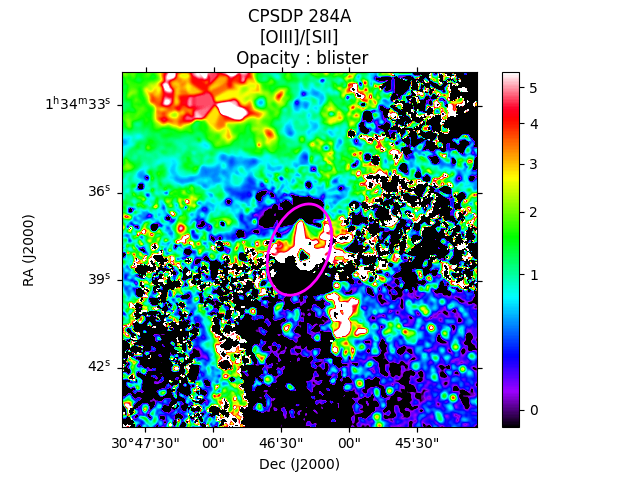 CPSDP 284A
[OIII]/[SII]
Opacity : blister
1ʰ34ᵐ33ˢ
36ˢ
39ˢ
42ˢ
RA (J2000)
30°47'30" 00" 46'30" 00" 45'30"
Dec (J2000)
5
4
3
2
1
0